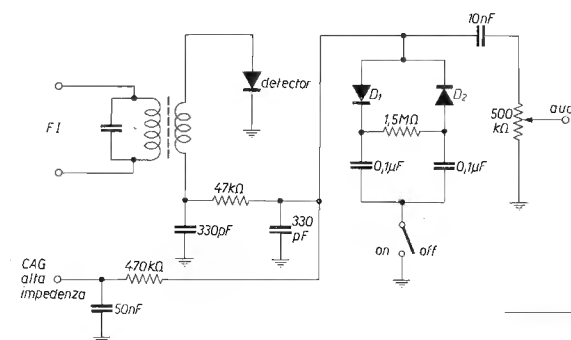 10nF
detector
FI
D1
D2
1,5MΩ
500
kΩ
0,1µF
0,1µF
47kΩ
330pF
330
pF
on
off
CAG
alta
impedenza
470kΩ
50nF